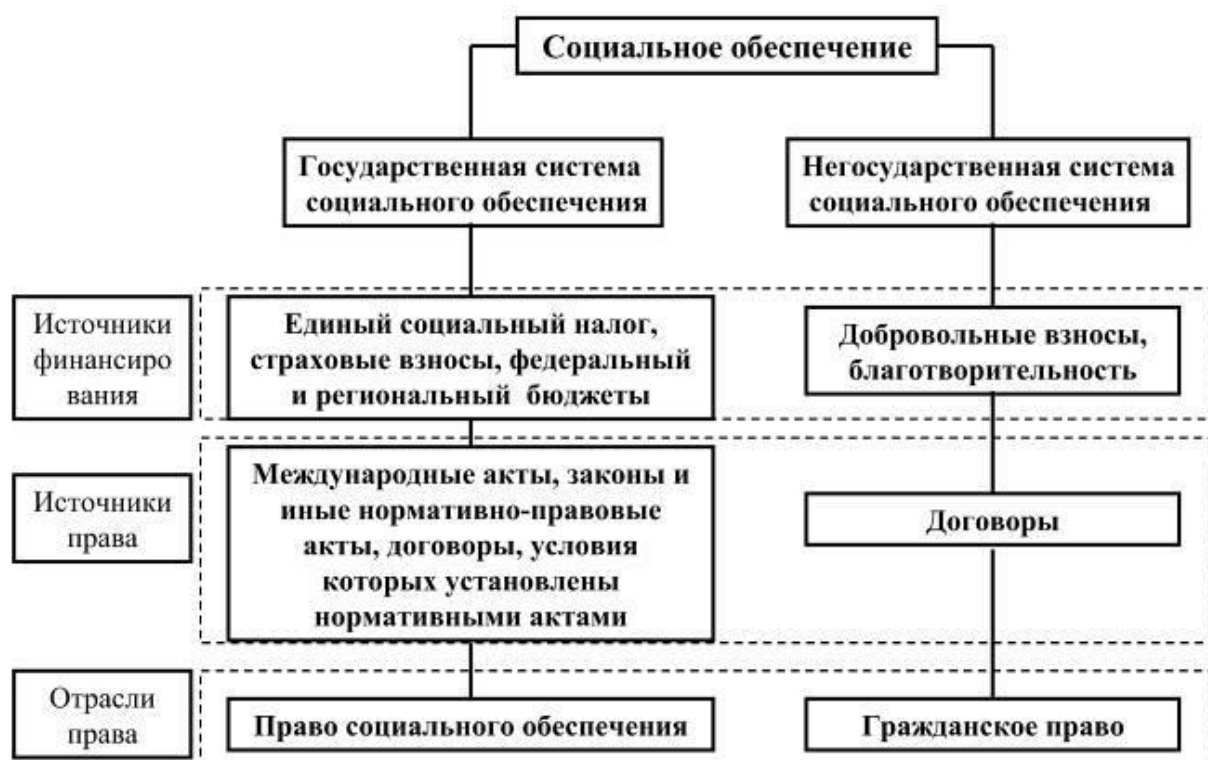 Социальное обеспечение
Государственная система
социального обеспечения
Негосударственная система
социального обеспечения
Источники
финансиро
вания
Единый социальный налог,
страховые взносы, федеральный
и региональный бюджеты
Добровольные взносы,
благотворительность
Источники
права
Международные акты, законы и
иные нормативно-правовые
акты, договоры, условия
которых установлены
нормативными актами
Договоры
Отрасли
права
Право социального обеспечения
Гражданское право